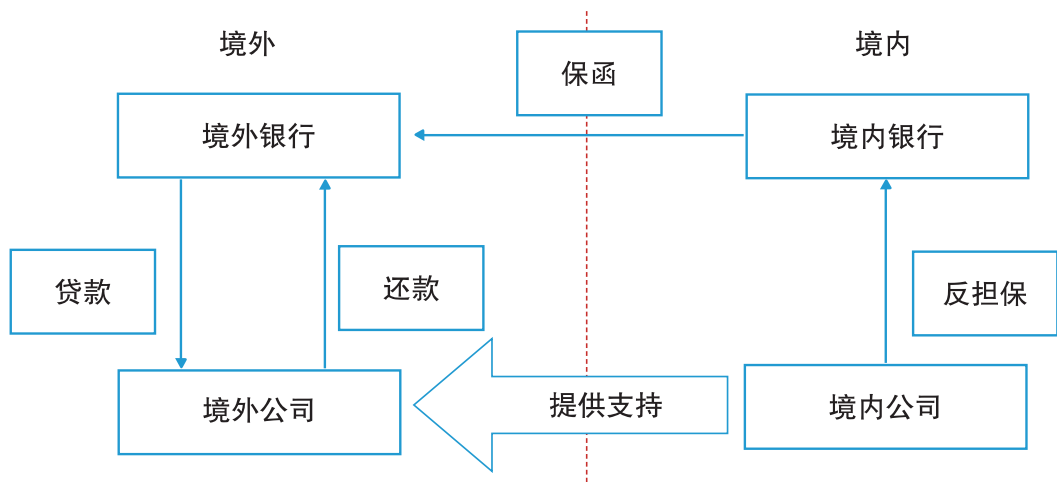 境外
境内
保函
境外银行
境内银行
贷款
还款
反担保
境外公司
提供支持
境内公司